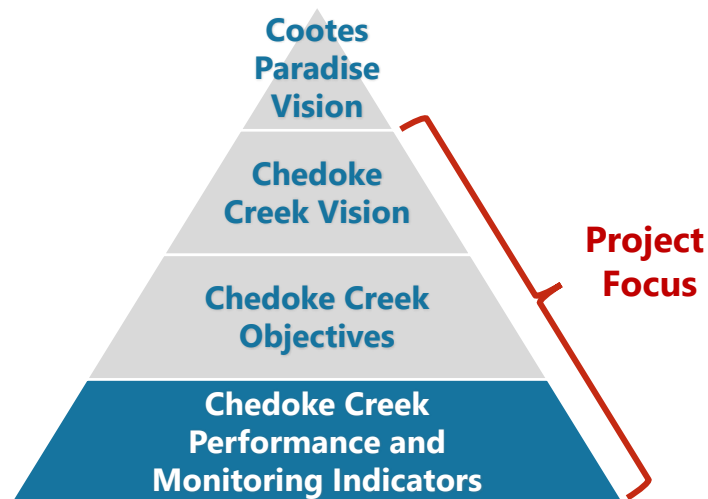 Cootes
Paradise
Vision
Chedoke
Creek Vision
Project
Focus
Chedoke Creek
Objectives
Chedoke Creek
Performance and
Monitoring Indicators